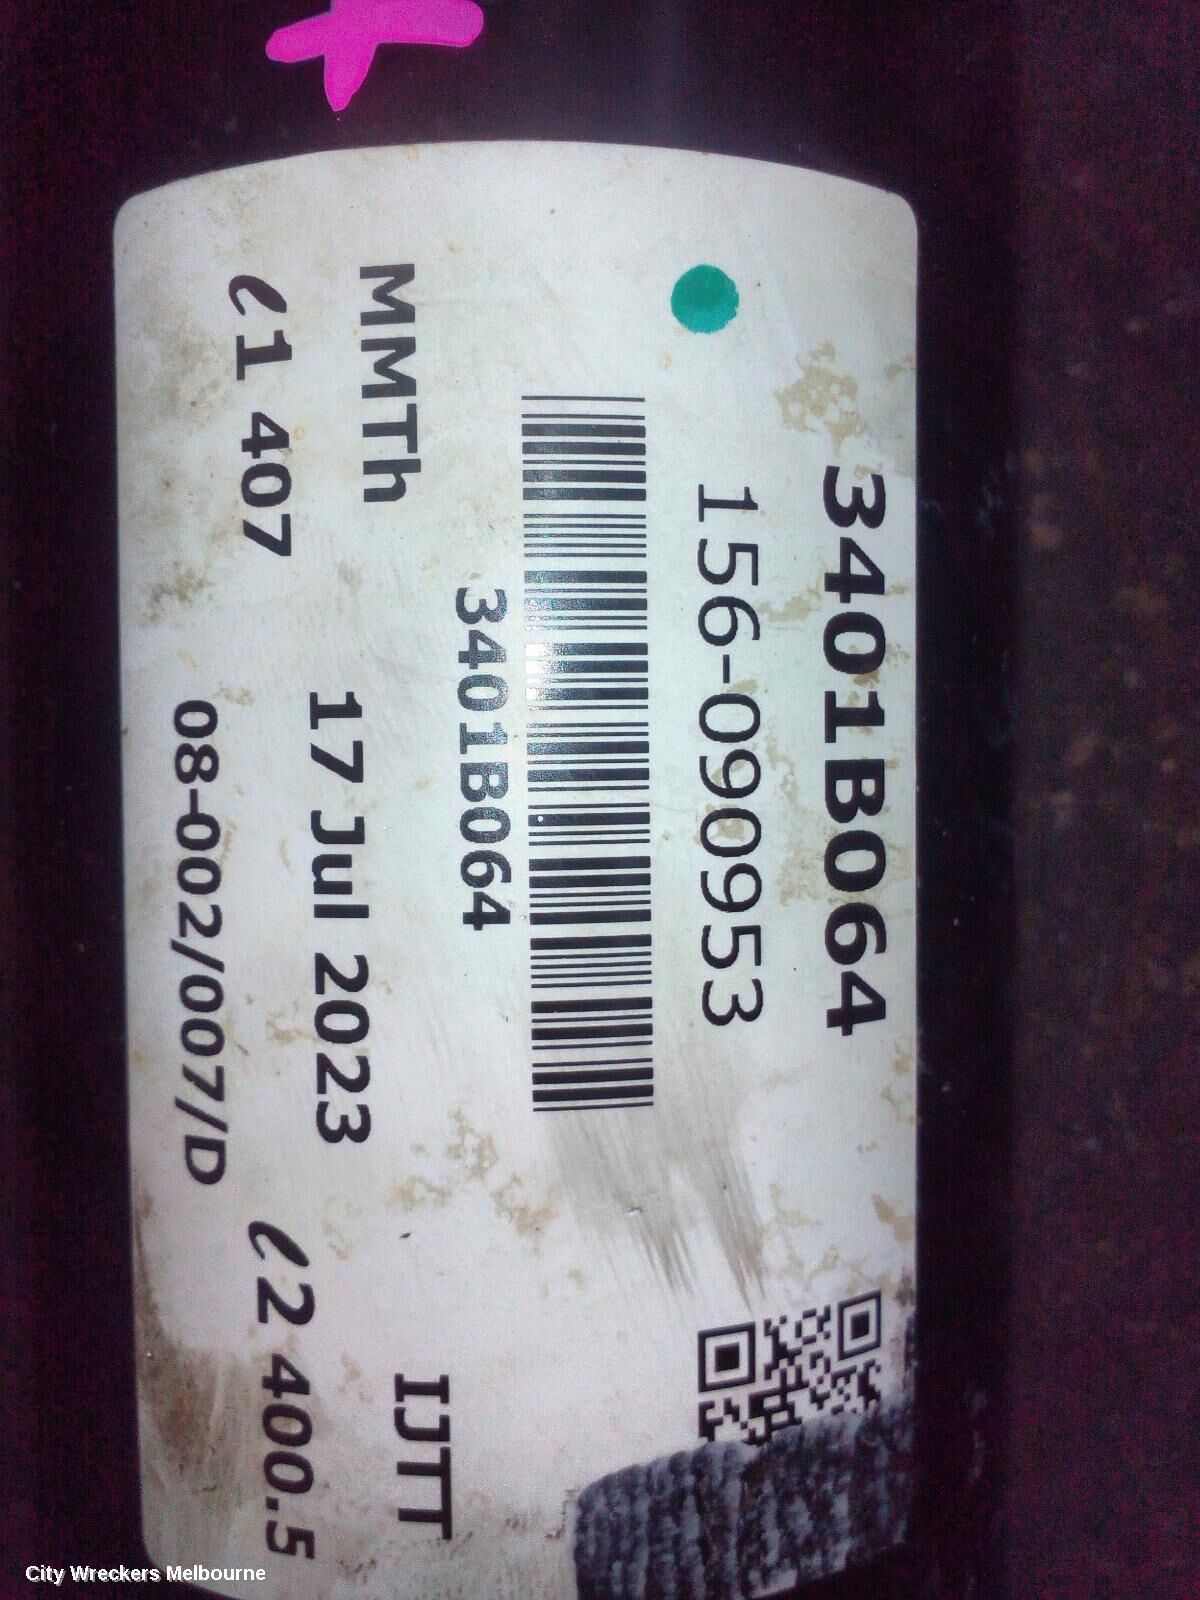 3401B064
156-090953
3401B064
MMTh IJTT
17 Jul 2023
ℓ1 407 ℓ2 400.5
08-002/007/D
City Wreckers Melbourne